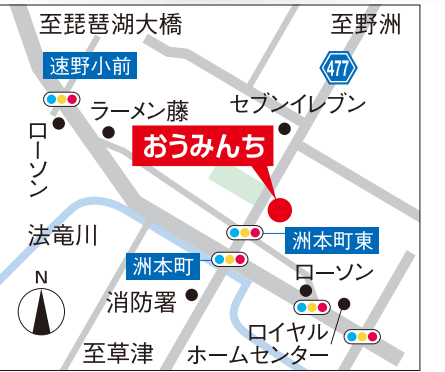 至琵琶湖大橋
至野洲
速野小前
477
ローソン
ラーメン藤
セブンイレブン
おうみんち
法竜川
洲本町東
洲本町
ローソン
N
消防署
ロイヤル
ホームセンター
至草津